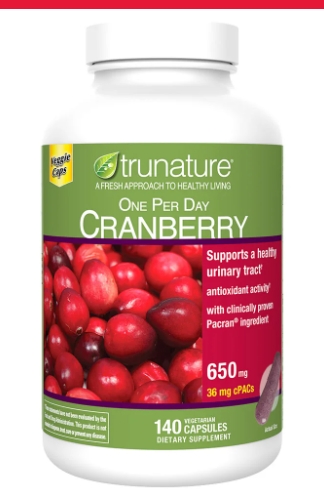 Veggie
Caps
trunature®
A FRESH APPROACH TO HEALTHY LIVING
ONE PER DAY
CRANBERRY
Supports a healthy
urinary tract†
antioxidant activity†
with clinically proven
Pacran® ingredient
650 mg
36 mg cPACs
140 VEGETARIAN
CAPSULES
DIETARY SUPPLEMENT